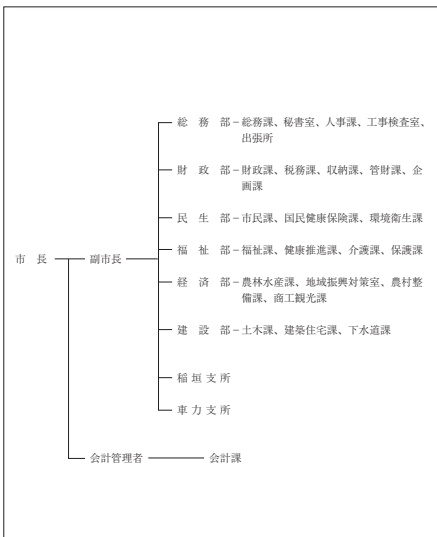 総務部－総務課、秘書室、人事課、工事検査室、
出張所
財政部－財政課、税務課、収納課、管財課、企
画課
民生部－市民課、国民健康保険課、環境衛生課
市長
副市長
福祉部－福祉課、健康推進課、介護課、保護課
経済部－農林水産課、地域振興対策室、農村整
備課、商工観光課
建設部－土木課、建築住宅課、下水道課
稲垣支所
車力支所
会計管理者
会計課